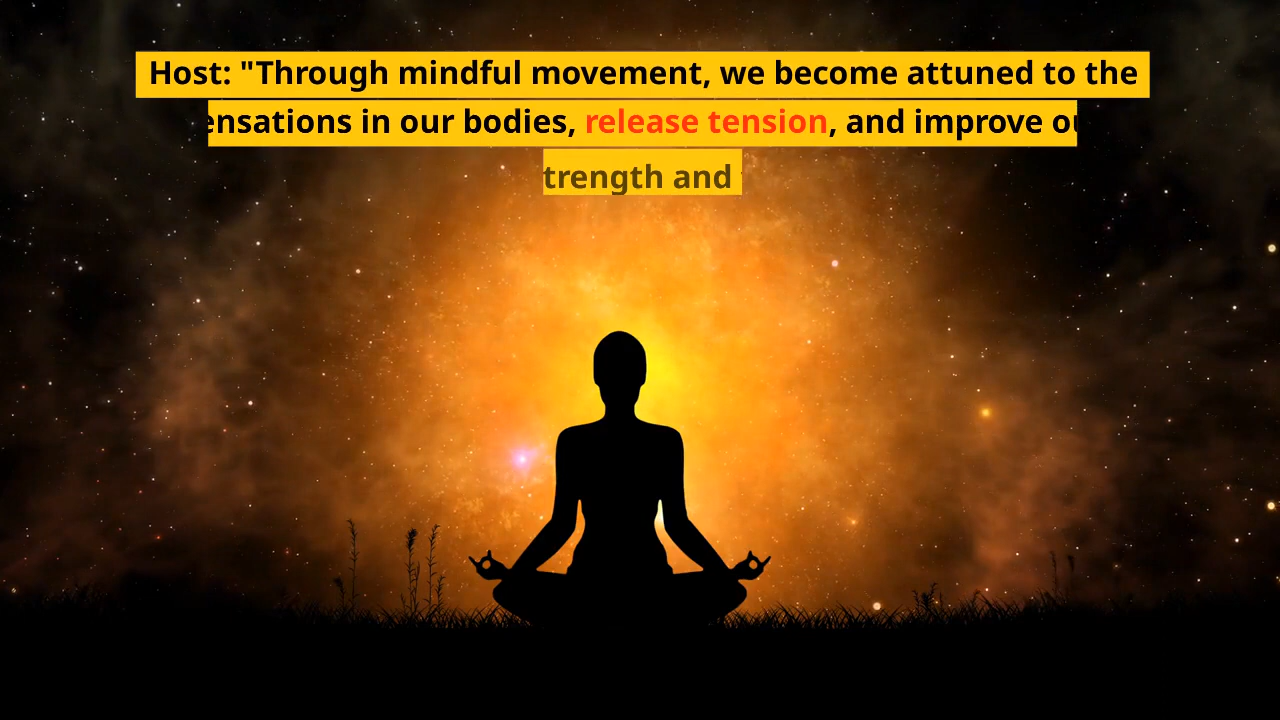 Host: "Through mindful movement, we become attuned to the
ensations in our bodies, release tension, and improve ou
trength and